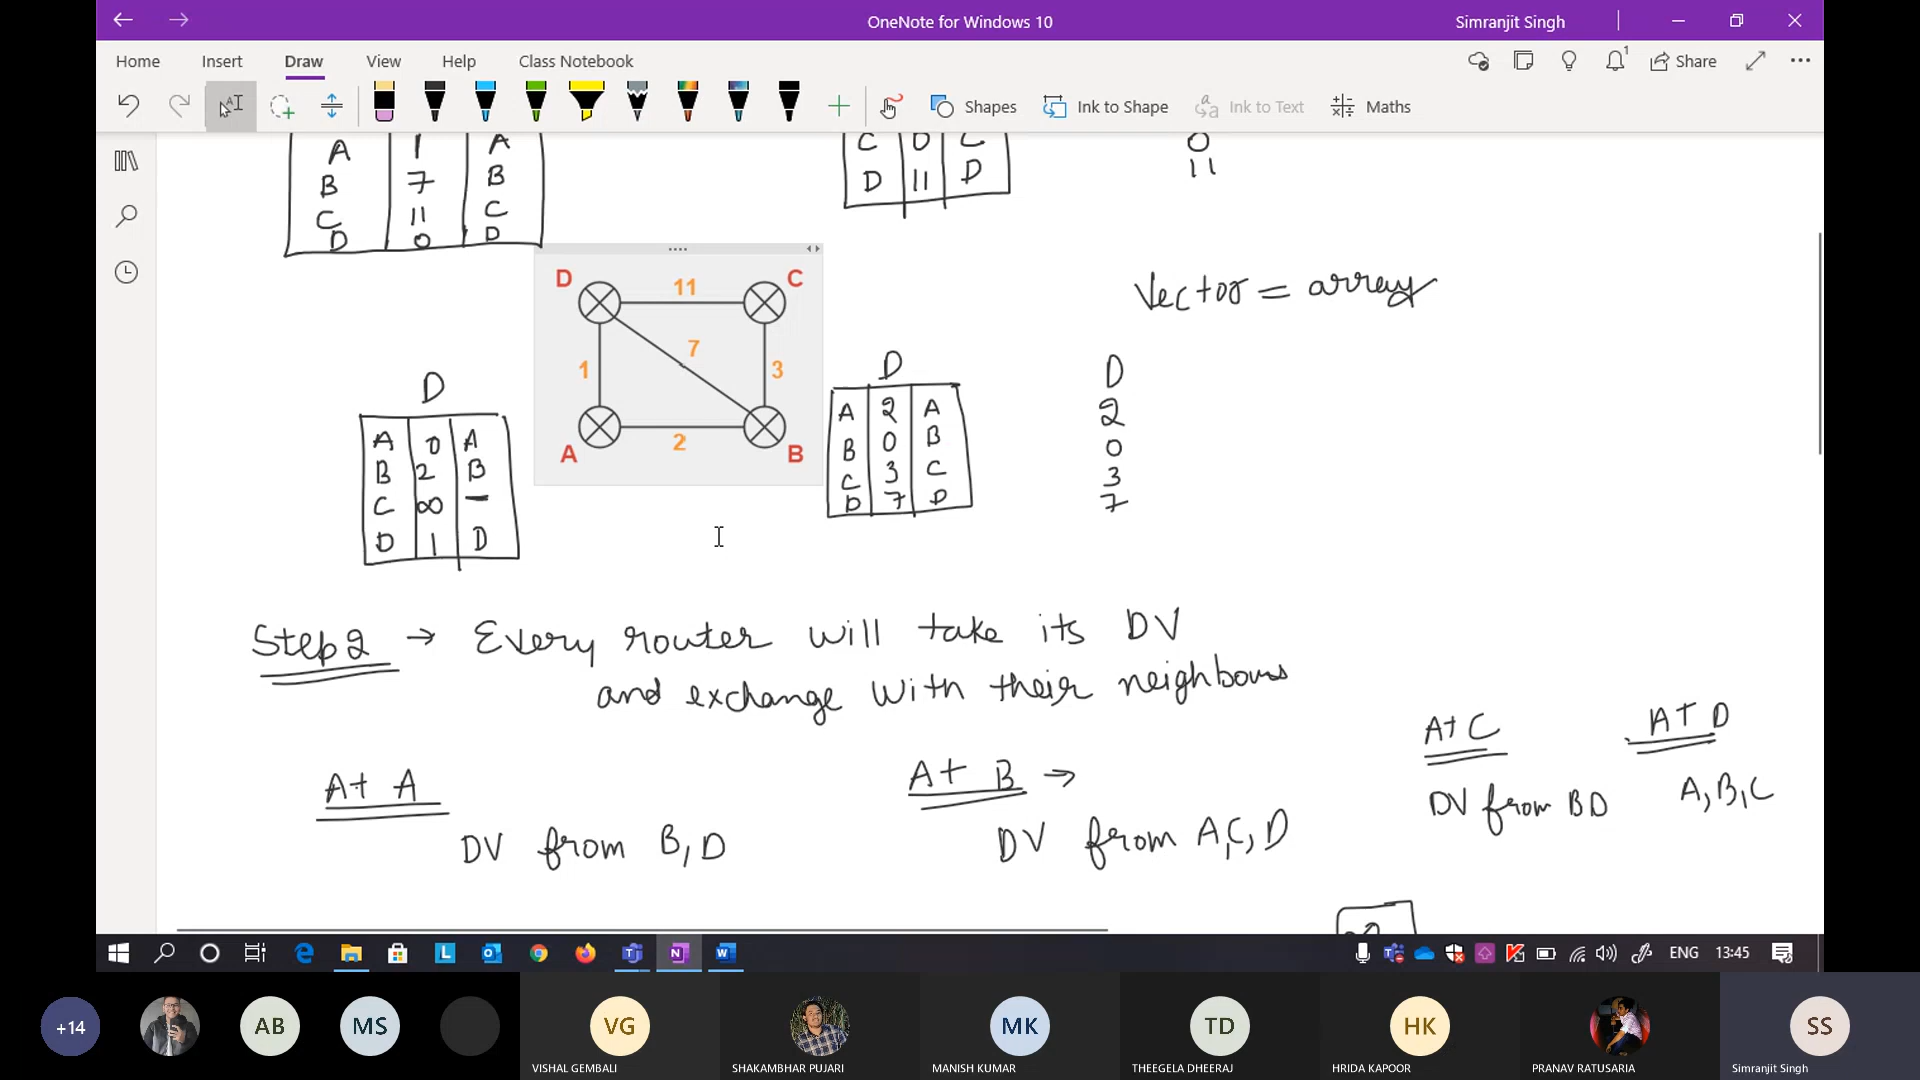 OneNote for Windows 10
Simranjit Singh
Home Insert Draw View Help Class Notebook
Share
Shapes
Ink to Shape
Ink to Text
Maths
A 1 A
B 7 B
C 11 C
D 0 D
C 0 C
D 11 D
0
11
Vector = array
D 11 C
7
1 3
A 2 B
D
A 0 A
B 2 B
C ∞ –
D 1 D
D
A 2 A
B 0 B
C 3 C
D 7 D
D
2
0
3
7
Step 2 → Every router will take its DV
and exchange with their neighbours
At A
DV from B, D
At B →
DV from A, C, D
At C
DV from B D
At D
A, B, C
ENG 13:45
+14
AB
MS
VG
VISHAL GEMBALI
SHAKAMBHAR PUJARI
MK
MANISH KUMAR
TD
THEEGELA DHEERAJ
HK
HRIDA KAPOOR
PRANAV RATUSARIA
SS
Simranjit Singh